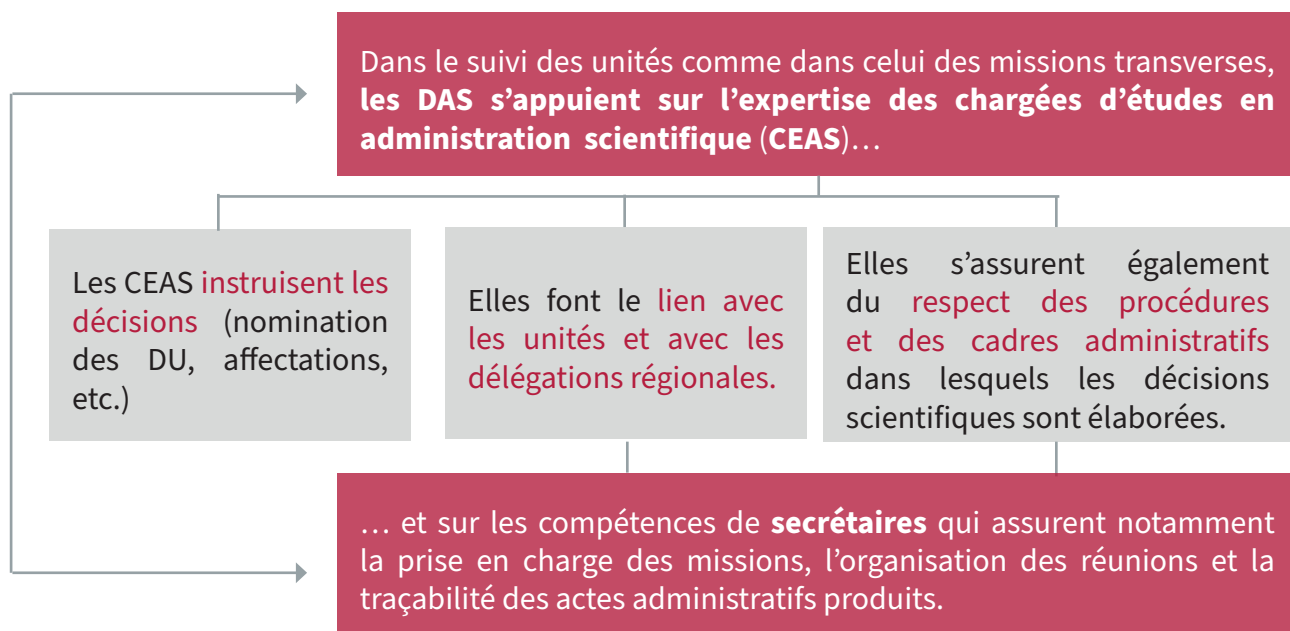 Dans le suivi des unités comme dans celui des missions transverses,
les DAS s’appuient sur l’expertise des chargées d’études en
administration scientifique (CEAS)…
Les CEAS instruisent les
décisions (nomination
des DU, affectations,
etc.)
Elles font le lien avec
les unités et avec les
délégations régionales.
Elles s’assurent également
du respect des procédures
et des cadres administratifs
dans lesquels les décisions
scientifiques sont élaborées.
… et sur les compétences de secrétaires qui assurent notamment
la prise en charge des missions, l’organisation des réunions et la
traçabilité des actes administratifs produits.